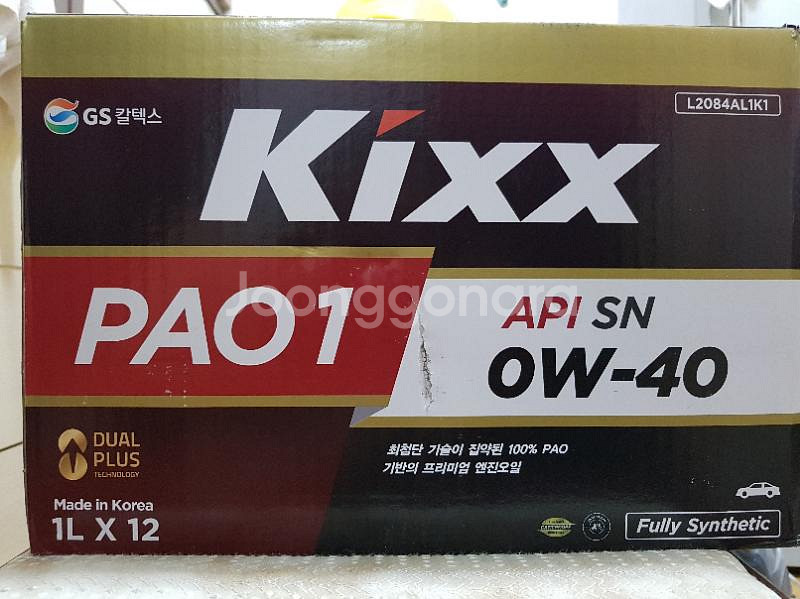 GS 칼텍스
L2084AL1K1
Kixx
PAO1
Joonggonara
API SN
0W-40
DUAL
PLUS
TECHNOLOGY
최첨단 기술이 집약된 100% PAO
기반의 프리미엄 엔진오일
Made in Korea
1L X 12
Fully Synthetic